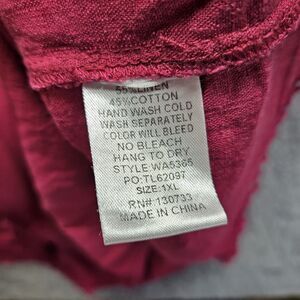 55% LINEN
45% COTTON
HAND WASH COLD
WASH SEPARATELY
COLOR WILL BLEED
NO BLEACH
HANG TO DRY
STYLE:WA5365
PO:TL62097
SIZE:1XL
RN# 130733
MADE IN CHINA